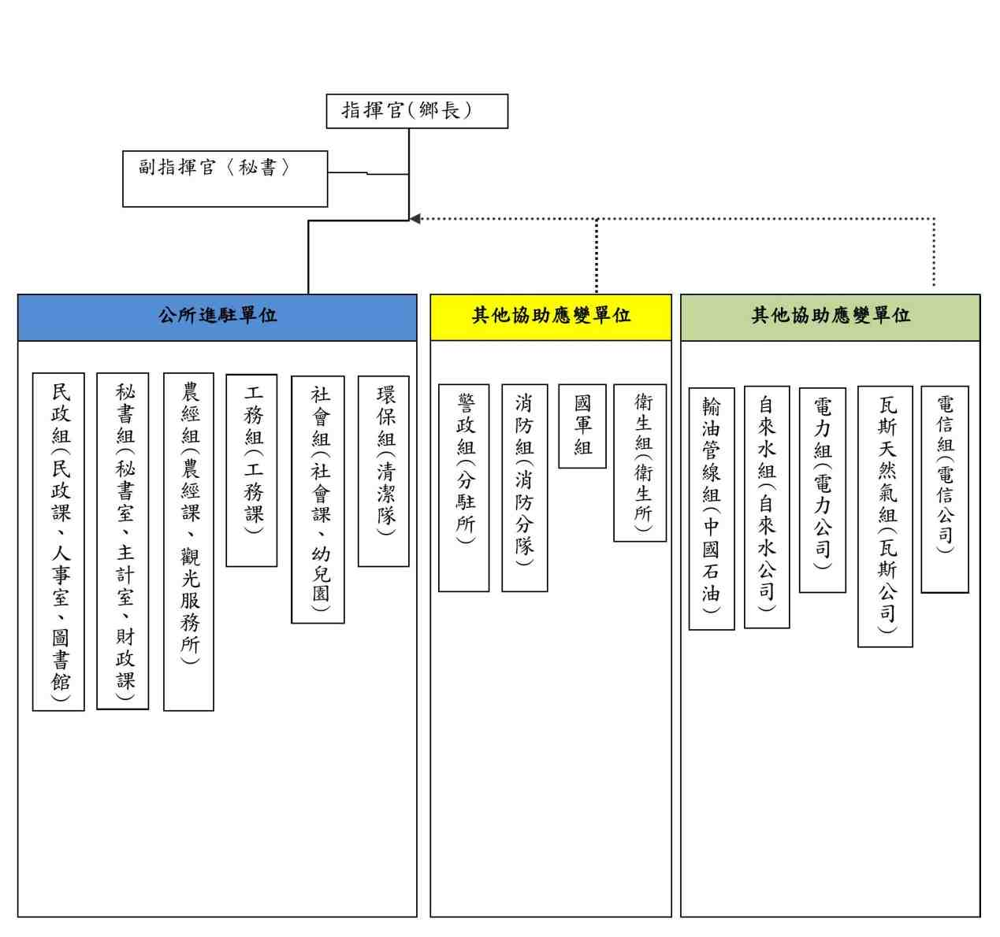 指揮官(鄉長)
副指揮官〈秘書〉
公所進駐單位
民政組(民政課、人事室、圖書館)
秘書組(秘書室、主計室、財政課)
農經組(農經課、觀光服務所)
工務組(工務課)
社會組(社會課、幼兒園)
環保組(清潔隊)
其他協助應變單位
警政組(分駐所)
消防組(消防分隊)
國軍組
衛生組(衛生所)
其他協助應變單位
輸油管線組(中國石油)
自來水組(自來水公司)
電力組(電力公司)
瓦斯天然氣組(瓦斯公司)
電信組(電信公司)